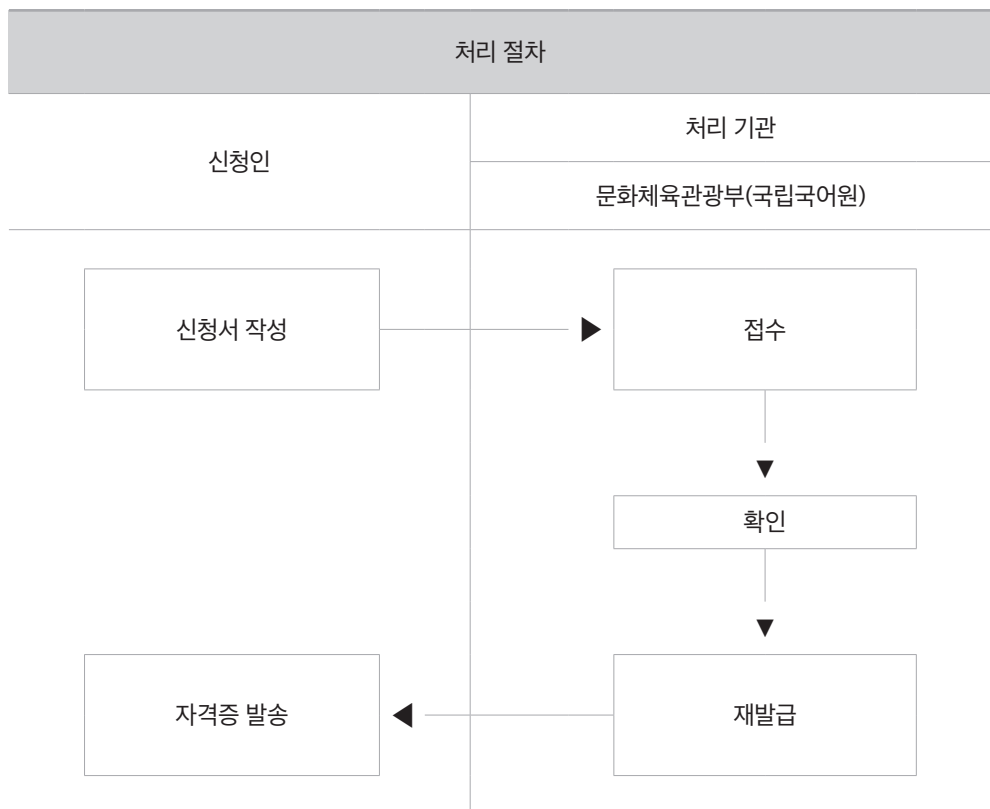 처리 절차
신청인
처리 기관
문화체육관광부(국립국어원)
신청서 작성
접수
확인
자격증 발송
재발급